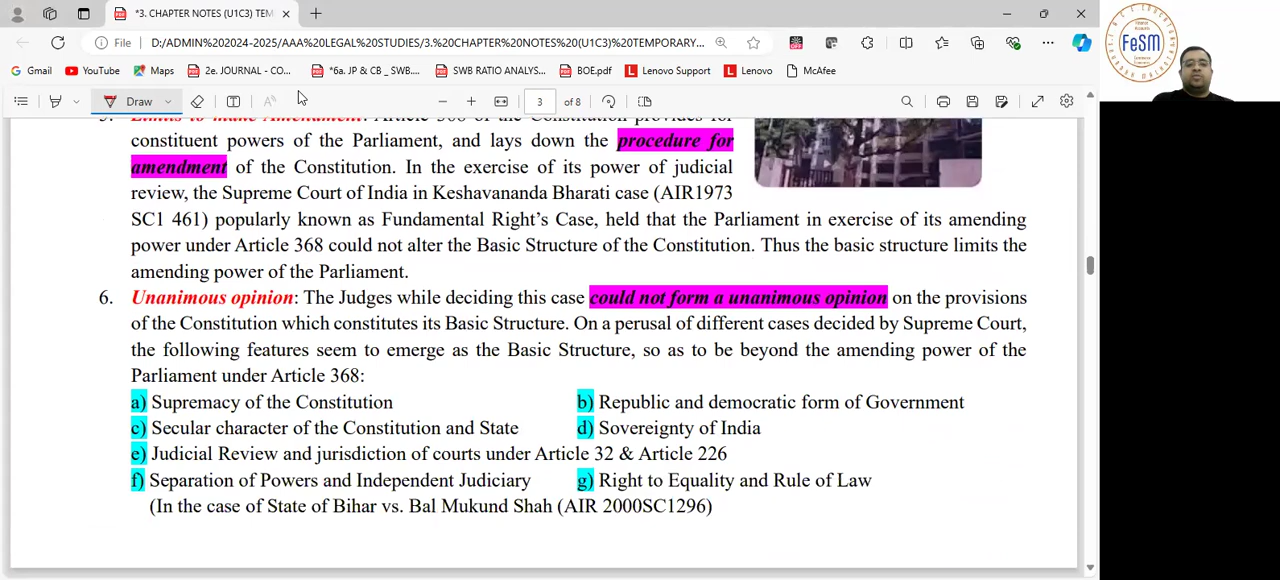 *3. CHAPTER NOTES (U1C3) TEM
File
D:/ADMIN%202024-2025/AAA%20LEGAL%20STUDIES/3.%20CHAPTER%20NOTES%20(U1C3)%20TEMPORARY...
Gmail YouTube Maps 2e. JOURNAL - CO... *6a. JP & CB _ SWB.... SWB RATIO ANALYS... BOE.pdf Lenovo Support Lenovo McAfee
Draw 3 of 8
FeSM
5. Limits to make Amendment: Article 368 of the Constitution provides for
constituent powers of the Parliament, and lays down the procedure for
amendment of the Constitution. In the exercise of its power of judicial
review, the Supreme Court of India in Keshavananda Bharati case (AIR1973
SC1 461) popularly known as Fundamental Right's Case, held that the Parliament in exercise of its amending
power under Article 368 could not alter the Basic Structure of the Constitution. Thus the basic structure limits the
amending power of the Parliament.
6. Unanimous opinion: The Judges while deciding this case could not form a unanimous opinion on the provisions
of the Constitution which constitutes its Basic Structure. On a perusal of different cases decided by Supreme Court,
the following features seem to emerge as the Basic Structure, so as to be beyond the amending power of the
Parliament under Article 368:
a) Supremacy of the Constitution b) Republic and democratic form of Government
c) Secular character of the Constitution and State d) Sovereignty of India
e) Judicial Review and jurisdiction of courts under Article 32 & Article 226
f) Separation of Powers and Independent Judiciary g) Right to Equality and Rule of Law
(In the case of State of Bihar vs. Bal Mukund Shah (AIR 2000SC1296)